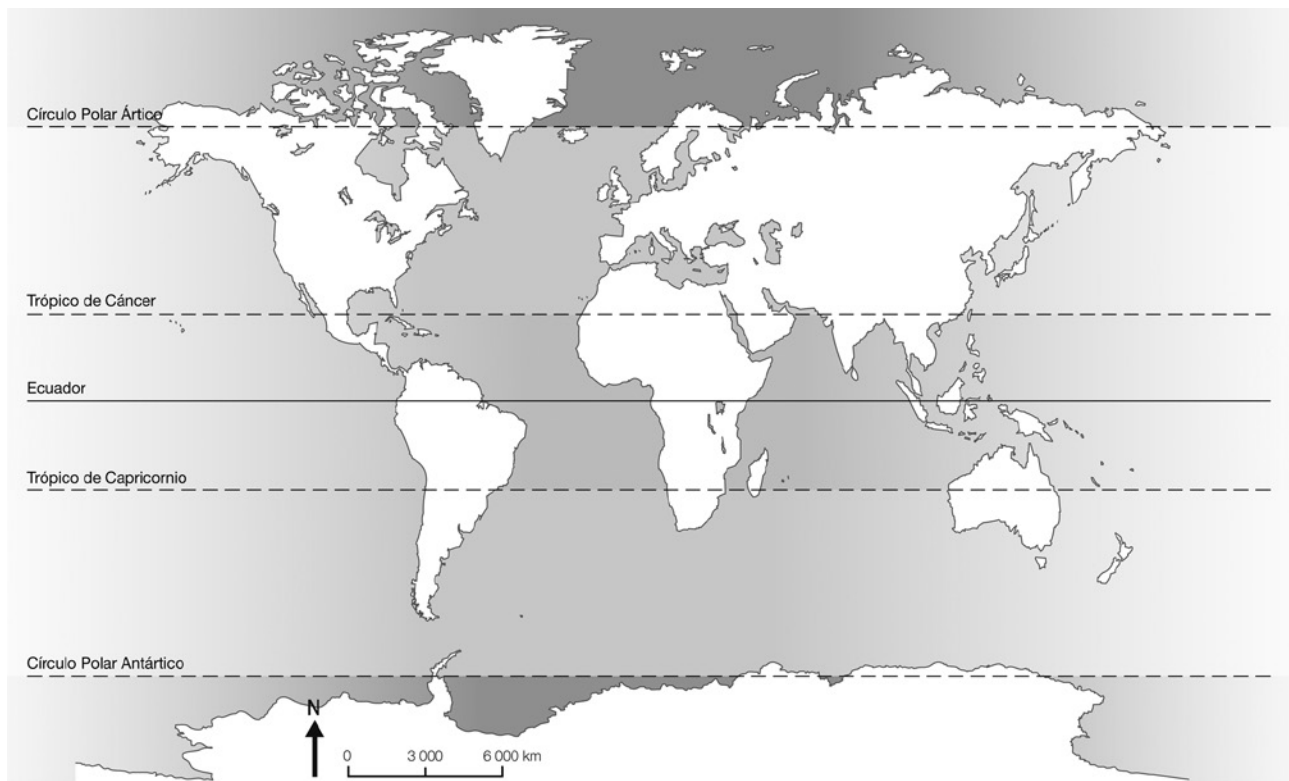 Círculo Polar Ártico
Trópico de Cáncer
Ecuador
Trópico de Capricornio
Círculo Polar Antártico
N
0 3 000 6 000 km